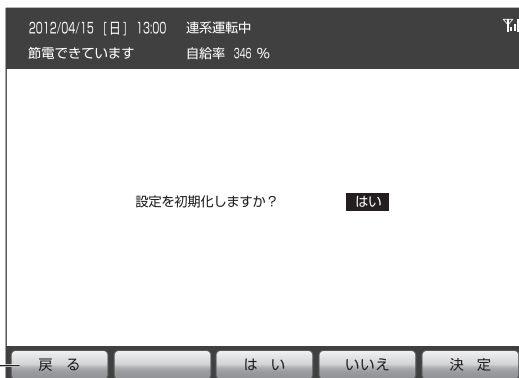 2012/04/15 [日] 13:00 連系運転中
節電できています 自給率 346 %
設定を初期化しますか？ はい
戻る はい いいえ 決定